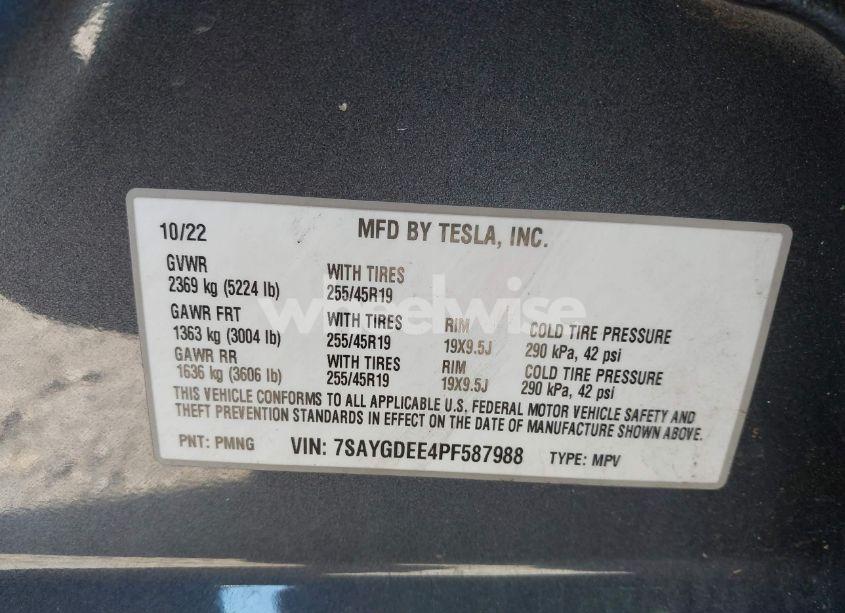 10/22 MFD BY TESLA, INC.
GVWR
2369 kg (5224 lb) WITH TIRES
255/45R19
GAWR FRT
1363 kg (3004 lb) WITH TIRES
255/45R19 RIM
19X9.5J COLD TIRE PRESSURE
290 kPa, 42 psi
GAWR RR
1636 kg (3606 lb) WITH TIRES
255/45R19 RIM
19X9.5J COLD TIRE PRESSURE
290 kPa, 42 psi
THIS VEHICLE CONFORMS TO ALL APPLICABLE U.S. FEDERAL MOTOR VEHICLE SAFETY AND
THEFT PREVENTION STANDARDS IN EFFECT ON THE DATE OF MANUFACTURE SHOWN ABOVE.
PNT: PMNG VIN: 7SAYGDEE4PF587988 TYPE: MPV
wheelwise